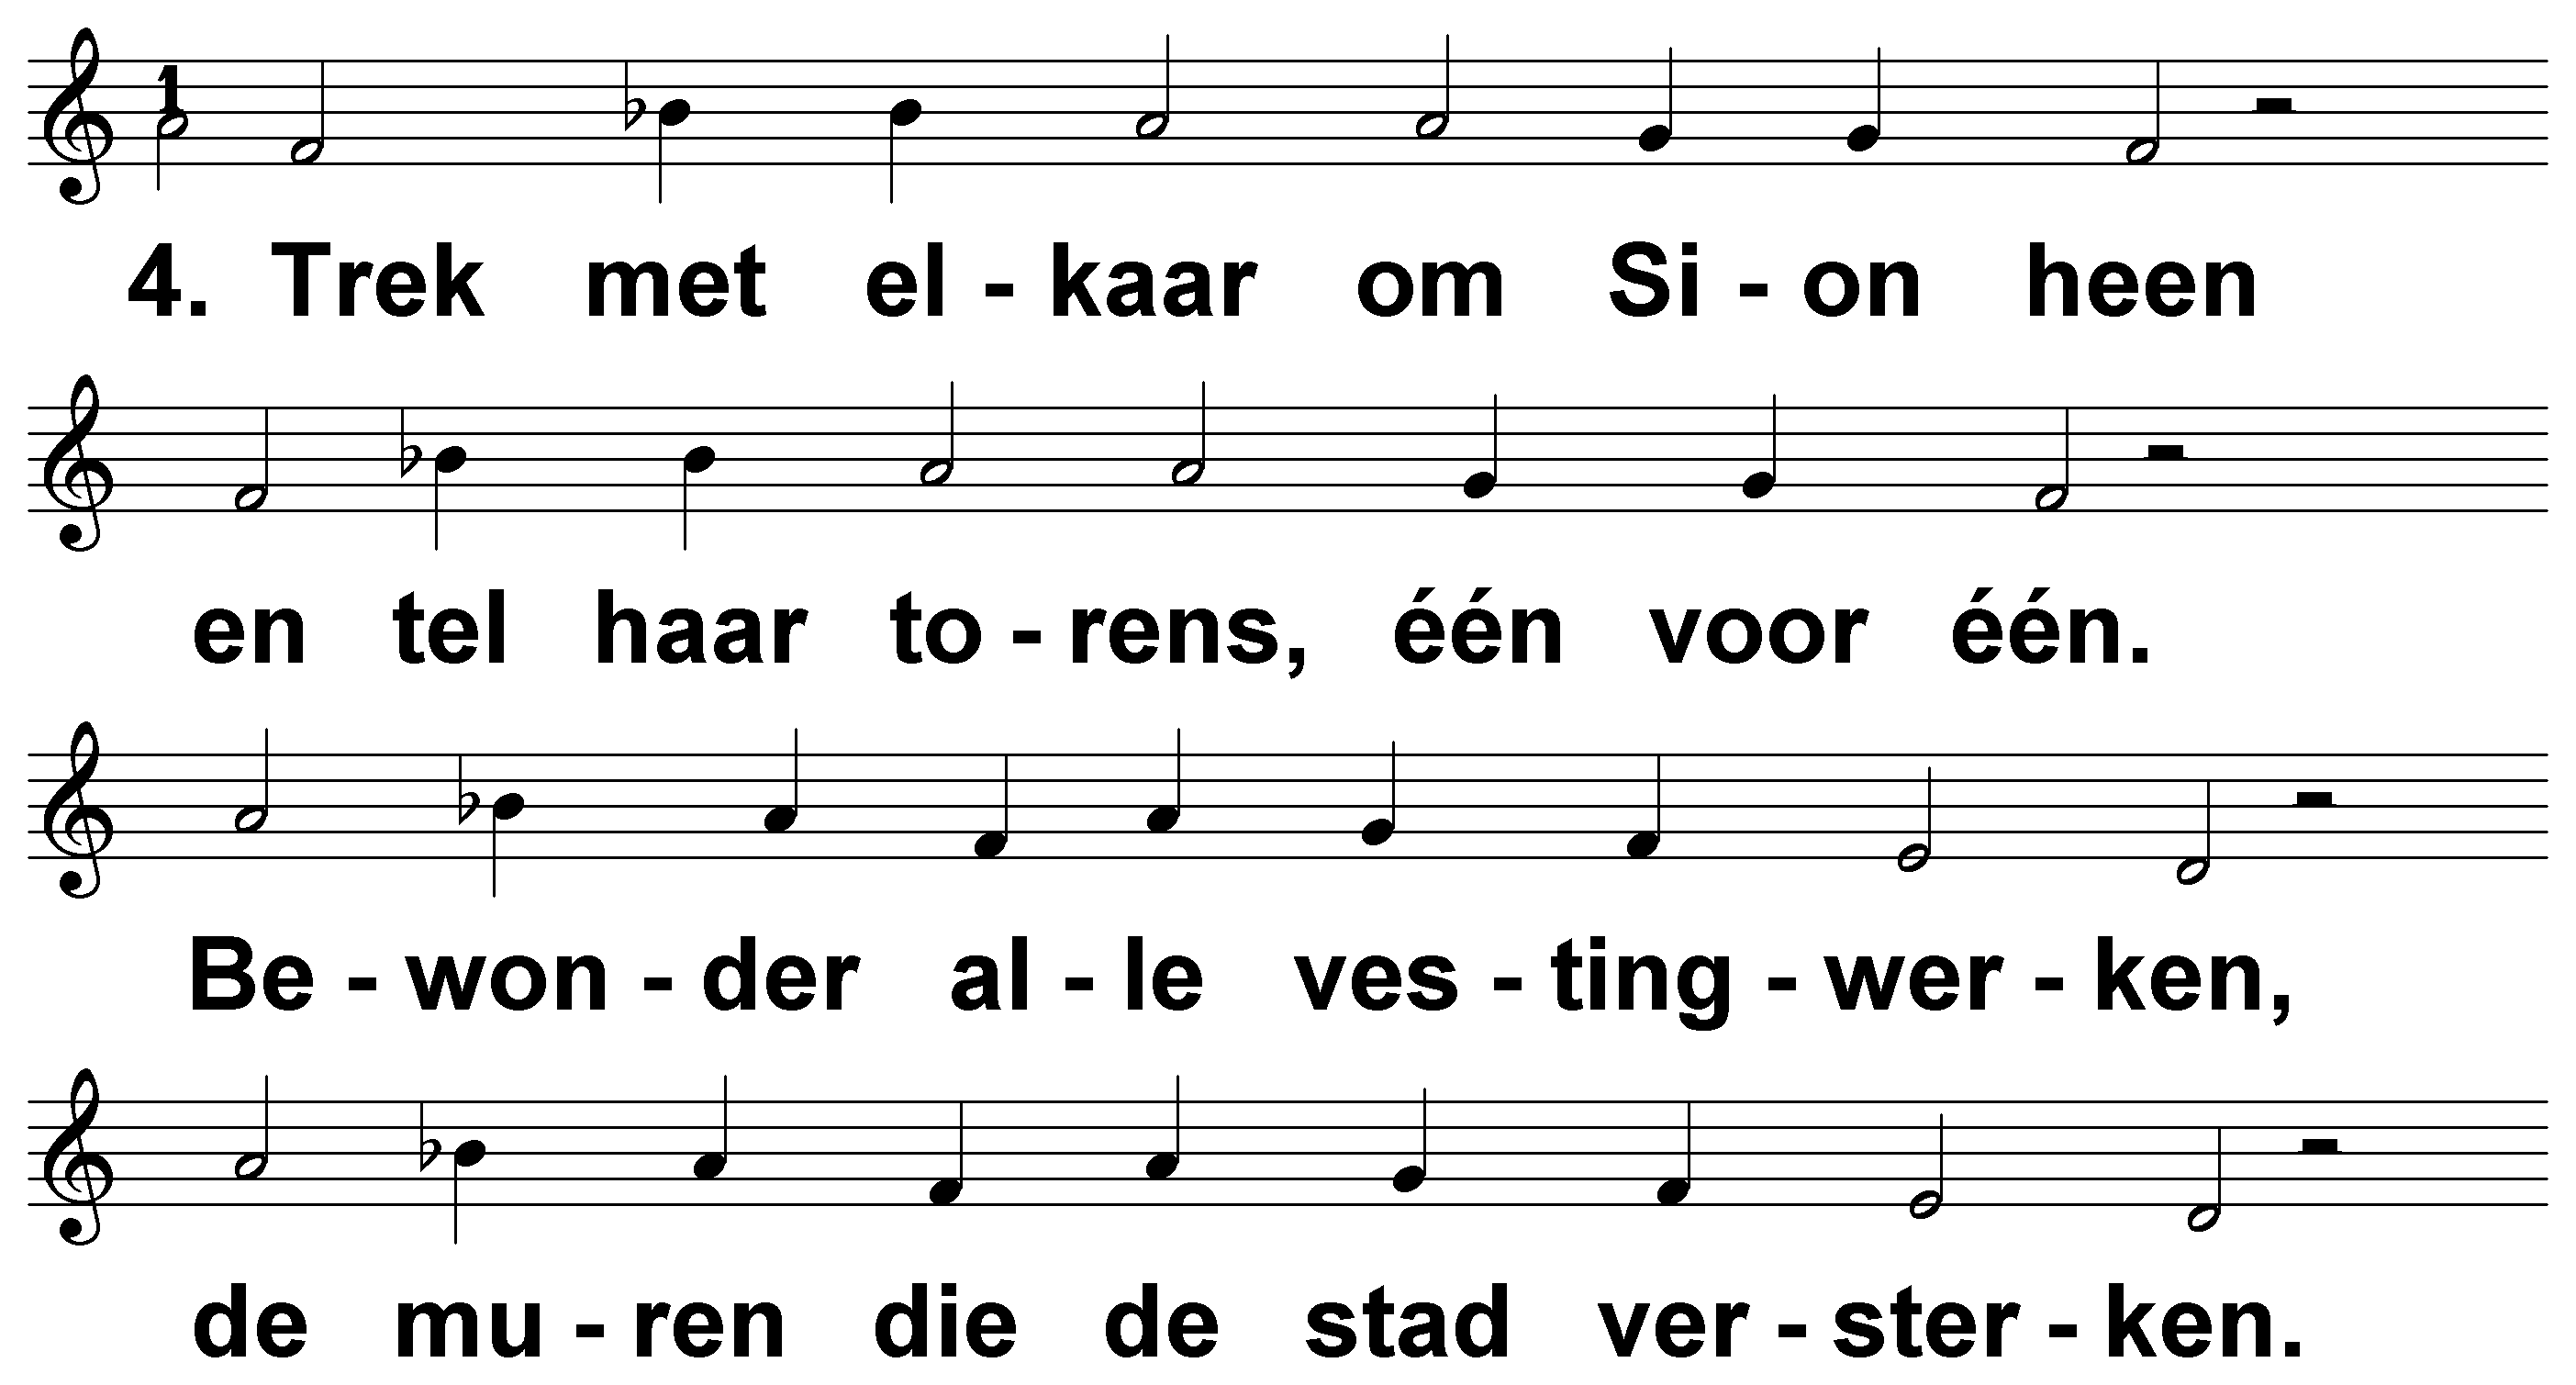 1
4. Trek met el - kaar om Si - on heen
en tel haar to - rens, één voor één.
Be - won - der al - le ves - ting - wer - ken,
de mu - ren die de stad ver - ster - ken.